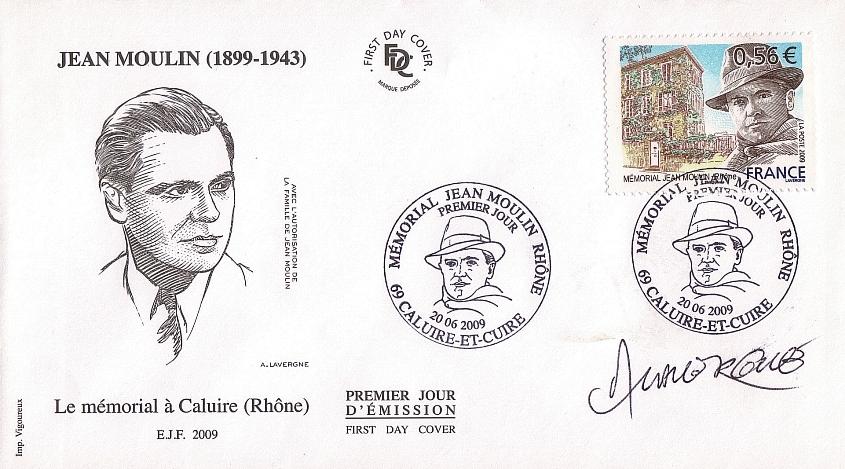 JEAN MOULIN (1899-1943)
FIRST DAY COVER
FDC
MARQUE DÉPOSÉE
0,56 €
LA POSTE 2009
MÉMORIAL JEAN MOULIN Rhône
FRANCE
LAVERGNE
AVEC L'AUTORISATION DE
LA FAMILLE DE JEAN MOULIN
MÉMORIAL JEAN MOULIN RHÔNE
PREMIER JOUR
20 06 2009
69 CALUIRE-ET-CUIRE
MÉMORIAL JEAN MOULIN RHÔNE
PREMIER JOUR
20 06 2009
69 CALUIRE-ET-CUIRE
A. LAVERGNE
Le mémorial à Caluire (Rhône)
E.J.F. 2009
PREMIER JOUR
D'ÉMISSION
FIRST DAY COVER
Imp. Vigoureux